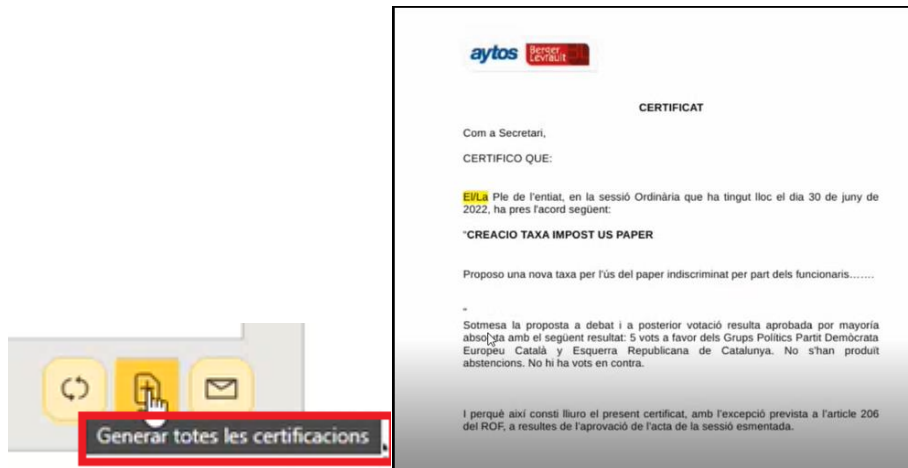 Generar totes les certificacions
aytos Berger Levrault
CERTIFICAT
Com a Secretari,
CERTIFICO QUE:
El/La Ple de l'entiat, en la sessió Ordinària que ha tingut lloc el dia 30 de juny de
2022, ha pres l'acord següent:
"CREACIO TAXA IMPOST US PAPER
Proposo una nova taxa per l'ús del paper indiscriminat per part dels funcionaris…….
"
Sotmesa la proposta a debat i a posterior votació resulta aprobada por mayoría
absoluta amb el següent resultat: 5 vots a favor dels Grups Polítics Partit Demòcrata
Europeu Català y Esquerra Republicana de Catalunya. No s'han produït
abstencions. No hi ha vots en contra.
I perquè així consti lliuro el present certificat, amb l'excepció prevista a l'article 206
del ROF, a resultes de l'aprovació de l'acta de la sessió esmentada.